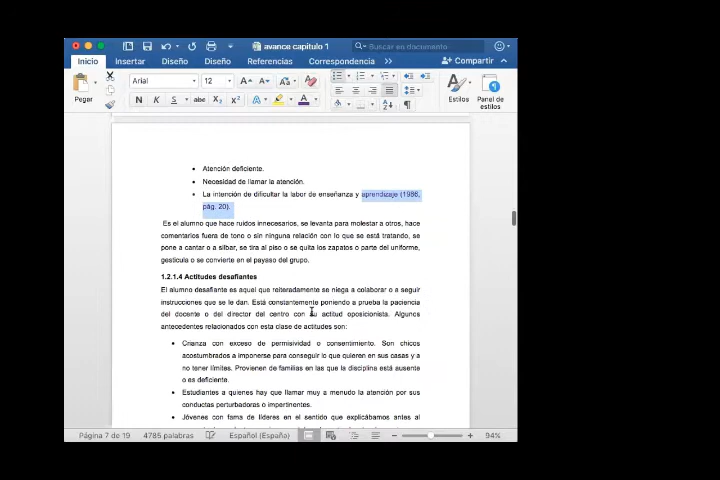 avance capitulo 1
Buscar en documento
Inicio Insertar Diseño Diseño Referencias Correspondencia Compartir
Pegar
Arial 12
Estilos
Panel de estilos
Atención deficiente.
Necesidad de llamar la atención.
La intención de dificultar la labor de enseñanza y aprendizaje (1986,
pág. 20).
Es el alumno que hace ruidos innecesarios, se levanta para molestar a otros, hace
comentarios fuera de tono o sin ninguna relación con lo que se está tratando, se
pone a cantar o a silbar, se tira al piso o se quita los zapatos o parte del uniforme,
gesticula o se convierte en el payaso del grupo.
1.2.1.4 Actitudes desafiantes
El alumno desafiante es aquel que reiteradamente se niega a colaborar o a seguir
instrucciones que se le dan. Está constantemente poniendo a prueba la paciencia
del docente o del director del centro con su actitud oposicionista. Algunos
antecedentes relacionados con esta clase de actitudes son:
Crianza con exceso de permisividad o consentimiento. Son chicos
acostumbrados a imponerse para conseguir lo que quieren en sus casas y a
no tener límites. Provienen de familias en las que la disciplina está ausente
o es deficiente.
Estudiantes a quienes hay que llamar muy a menudo la atención por sus
conductas perturbadoras o impertinentes.
Jóvenes con fama de líderes en el sentido que explicábamos antes al
Página 7 de 19 4785 palabras Español (España) 94%